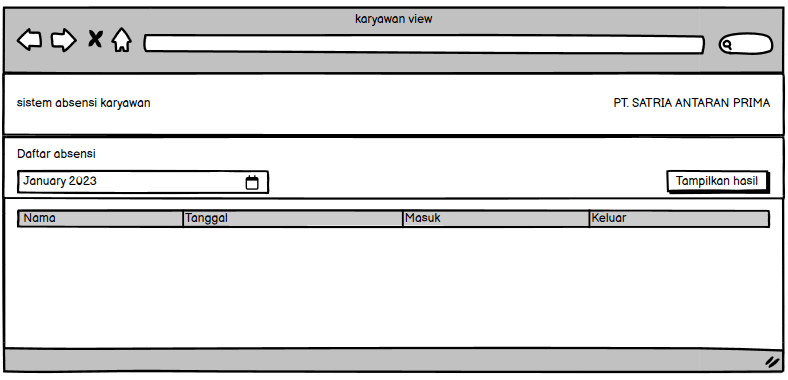 karyawan view
sistem absensi karyawan
PT. SATRIA ANTARAN PRIMA
Daftar absensi
January 2023
Tampilkan hasil
Nama Tanggal Masuk Keluar